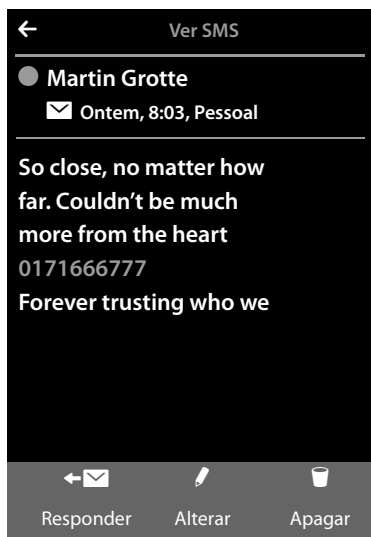 Ver SMS
Martin Grotte
Ontem, 8:03, Pessoal
So close, no matter how
far. Couldn't be much
more from the heart
0171666777
Forever trusting who we
Responder Alterar Apagar